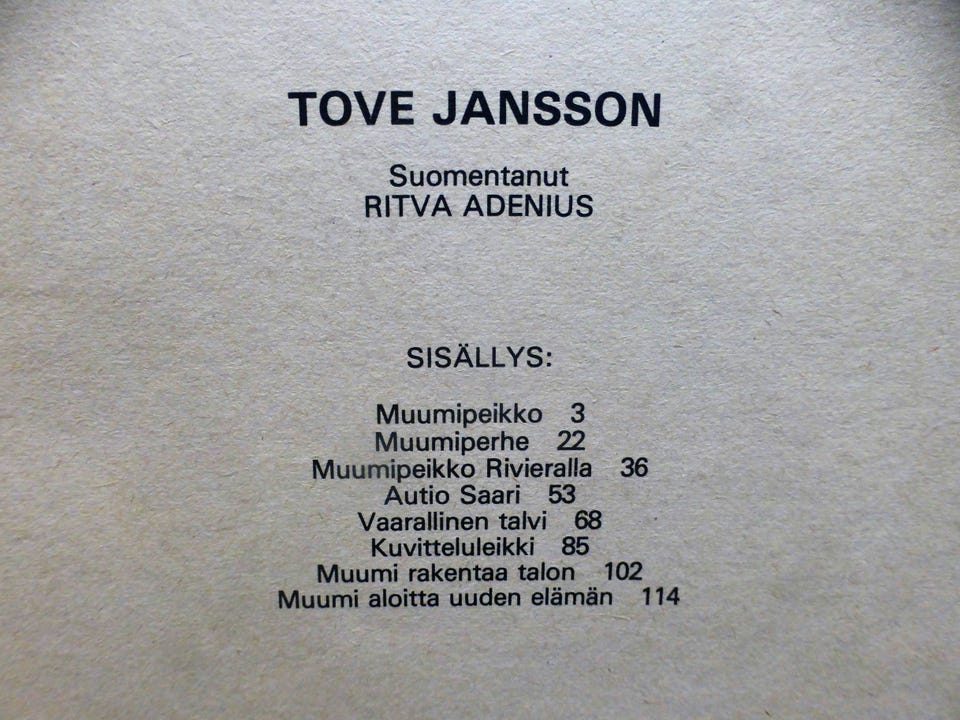 TOVE JANSSON
Suomentanut
RITVA ADENIUS
SISÄLLYS:
Muumipeikko 3
Muumiperhe 22
Muumipeikko Rivieralla 36
Autio Saari 53
Vaarallinen talvi 68
Kuvitteluleikki 85
Muumi rakentaa talon 102
Muumi aloitta uuden elämän 114